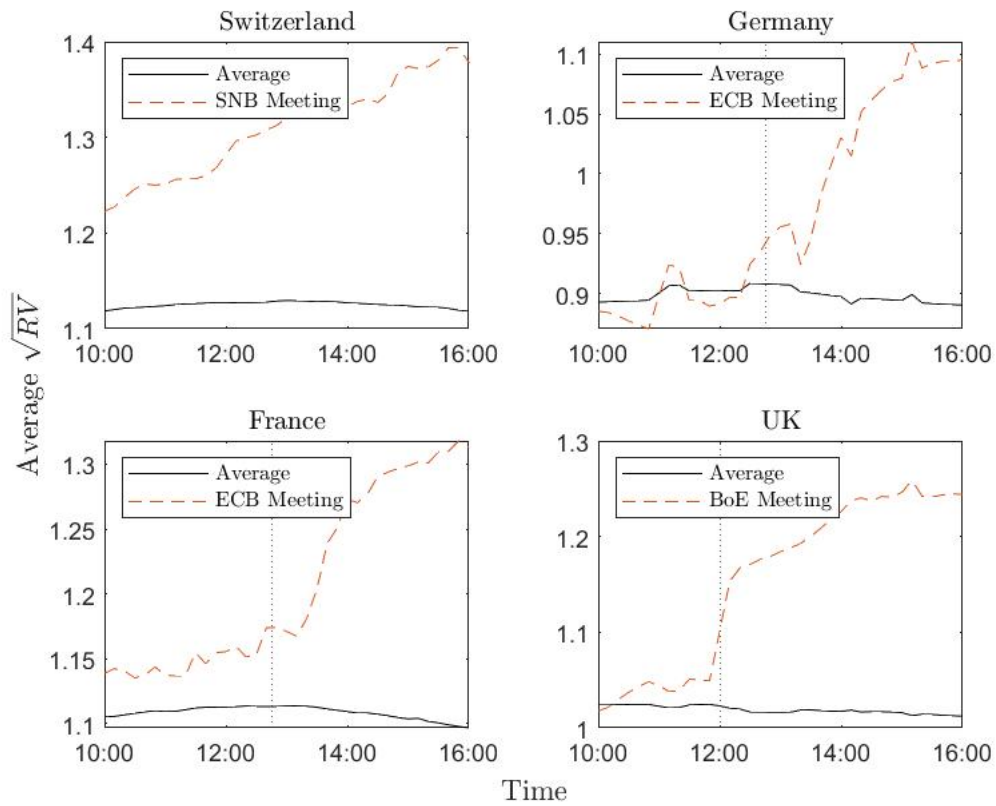 Switzerland
1.4
1.3
1.2
1.1
Average
SNB Meeting
10:00 12:00 14:00 16:00
Germany
1.1
1.05
1
0.95
0.9
Average
ECB Meeting
10:00 12:00 14:00 16:00
Average √RV
France
1.3
1.25
1.2
1.15
1.1
Average
ECB Meeting
10:00 12:00 14:00 16:00
UK
1.3
1.2
1.1
1
Average
BoE Meeting
10:00 12:00 14:00 16:00
Time